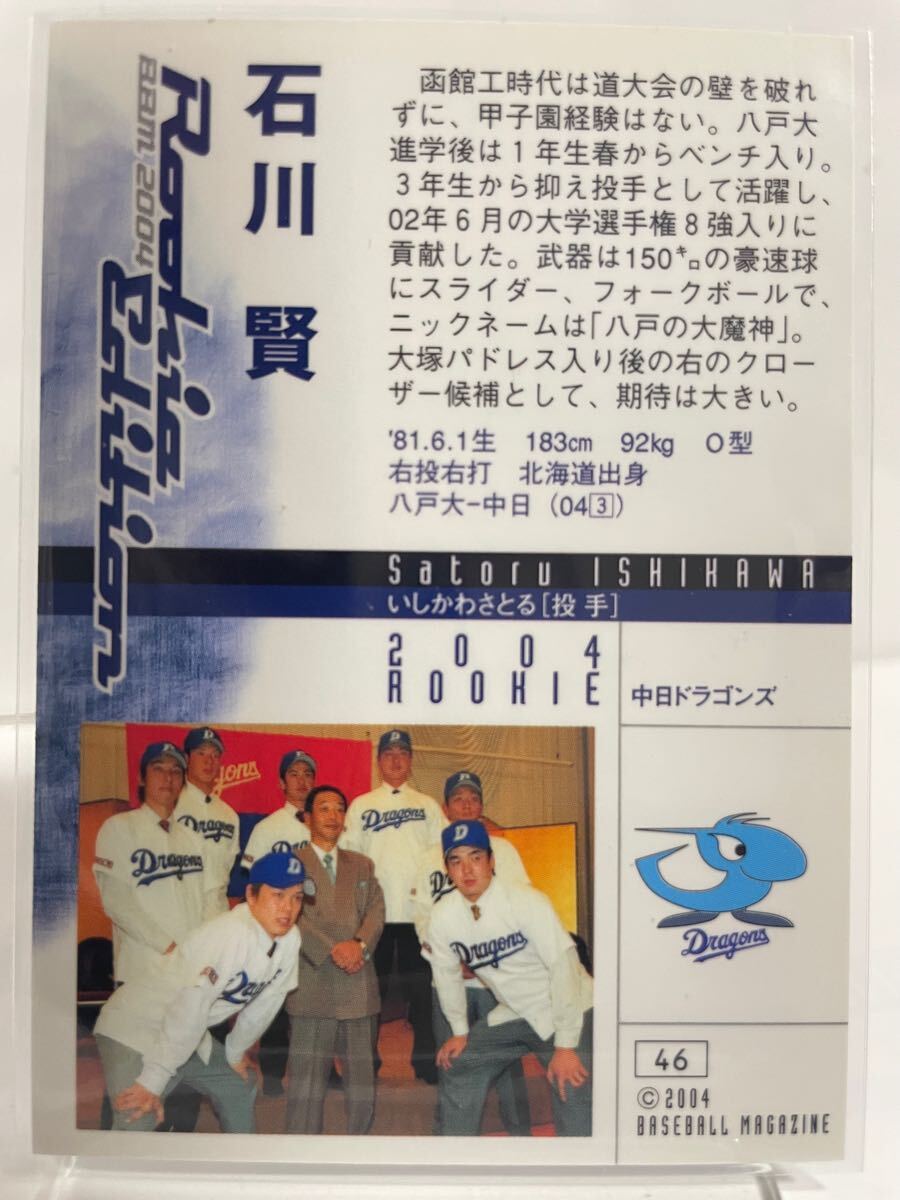 BBM 2004
Rookie Edition
石川 賢
函館工時代は道大会の壁を破れ
ずに、甲子園経験はない。八戸大
進学後は1年生春からベンチ入り。
3年生から抑え投手として活躍し、
02年6月の大学選手権8強入りに
貢献した。武器は150㌔の豪速球
にスライダー、フォークボールで、
ニックネームは「八戸の大魔神」。
大塚パドレス入り後の右のクロー
ザー候補として、期待は大きい。
'81.6.1生 183㎝ 92kg O型
右投右打 北海道出身
八戸大-中日（04③）
Satoru ISHIKAWA
いしかわさとる[投手]
2004
ROOKIE
中日ドラゴンズ
Dragons
Dragons
Dragons
Dragons
Dragons
Dragons
46
© 2004
BASEBALL MAGAZINE